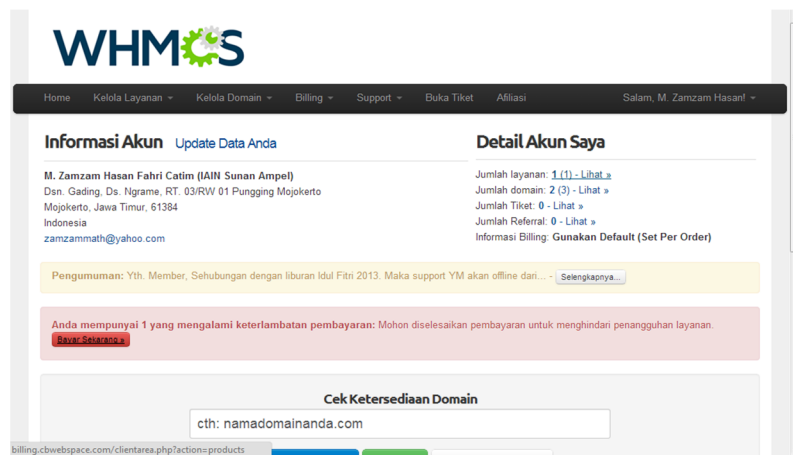 WHMCS
Home Kelola Layanan Kelola Domain Billing Support Buka Tiket Afiliasi Salam, M. Zamzam Hasan!
Informasi Akun Update Data Anda
M. Zamzam Hasan Fahri Catim (IAIN Sunan Ampel)
Dsn. Gading, Ds. Ngrame, RT. 03/RW 01 Pungging Mojokerto
Mojokerto, Jawa Timur, 61384
Indonesia
zamzammath@yahoo.com
Detail Akun Saya
Jumlah layanan: 1 (1) - Lihat »
Jumlah domain: 2 (3) - Lihat »
Jumlah Tiket: 0 - Lihat »
Jumlah Referral: 0 - Lihat »
Informasi Billing: Gunakan Default (Set Per Order)
Pengumuman: Yth. Member, Sehubungan dengan liburan Idul Fitri 2013. Maka support YM akan offline dari... - Selengkapnya...
Anda mempunyai 1 yang mengalami keterlambatan pembayaran: Mohon diselesaikan pembayaran untuk menghindari penangguhan layanan.
Bayar Sekarang »
Cek Ketersediaan Domain
cth: namadomainanda.com
billing.cbwebspace.com/clientarea.php?action=products